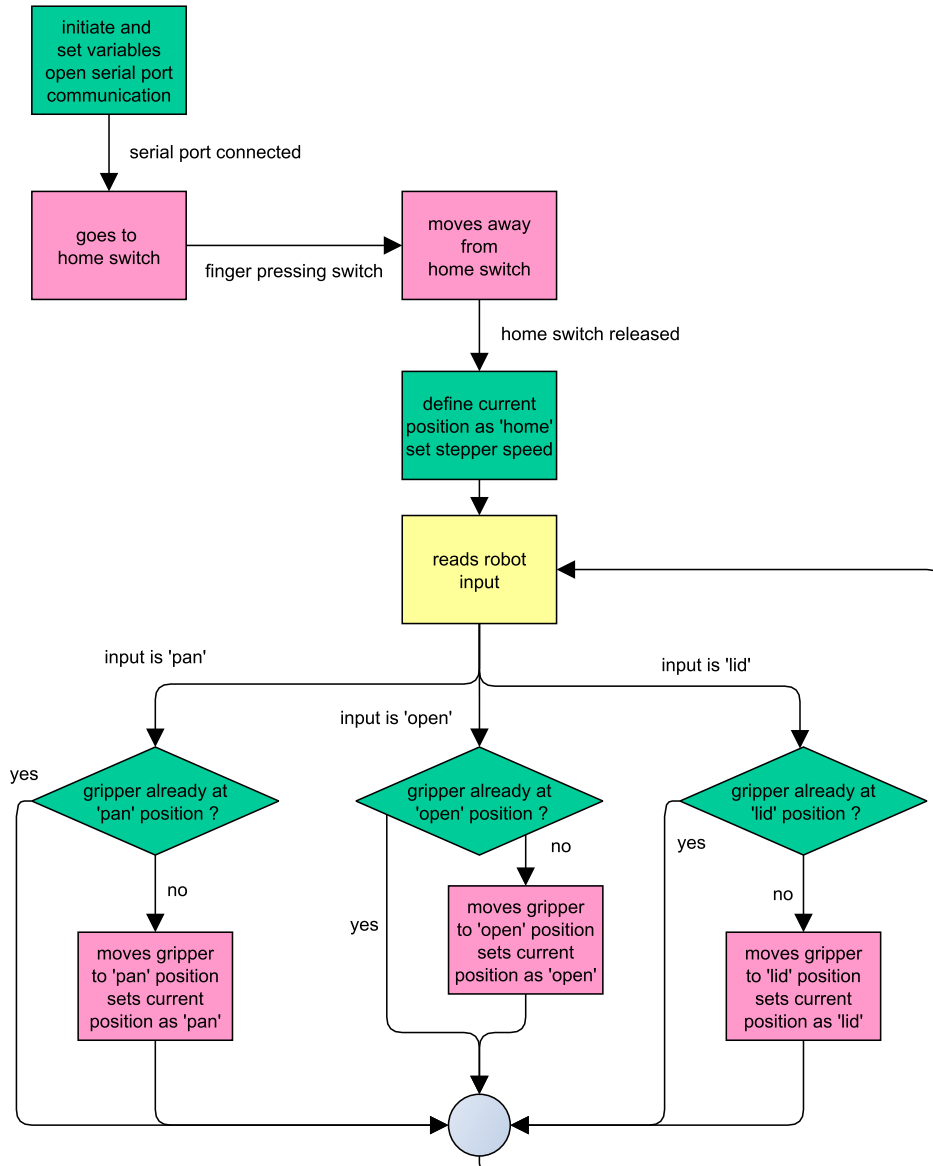 initiate and
set variables
open serial port
communication
serial port connected
goes to
home switch
finger pressing switch
moves away
from
home switch
home switch released
define current
position as 'home'
set stepper speed
reads robot
input
input is 'pan'
input is 'open'
input is 'lid'
yes
gripper already at
'pan' position ?
no
moves gripper
to 'pan' position
sets current
position as 'pan'
gripper already at
'open' position ?
no
yes
moves gripper
to 'open' position
sets current
position as 'open'
gripper already at
'lid' position ?
yes
no
moves gripper
to 'lid' position
sets current
position as 'lid'